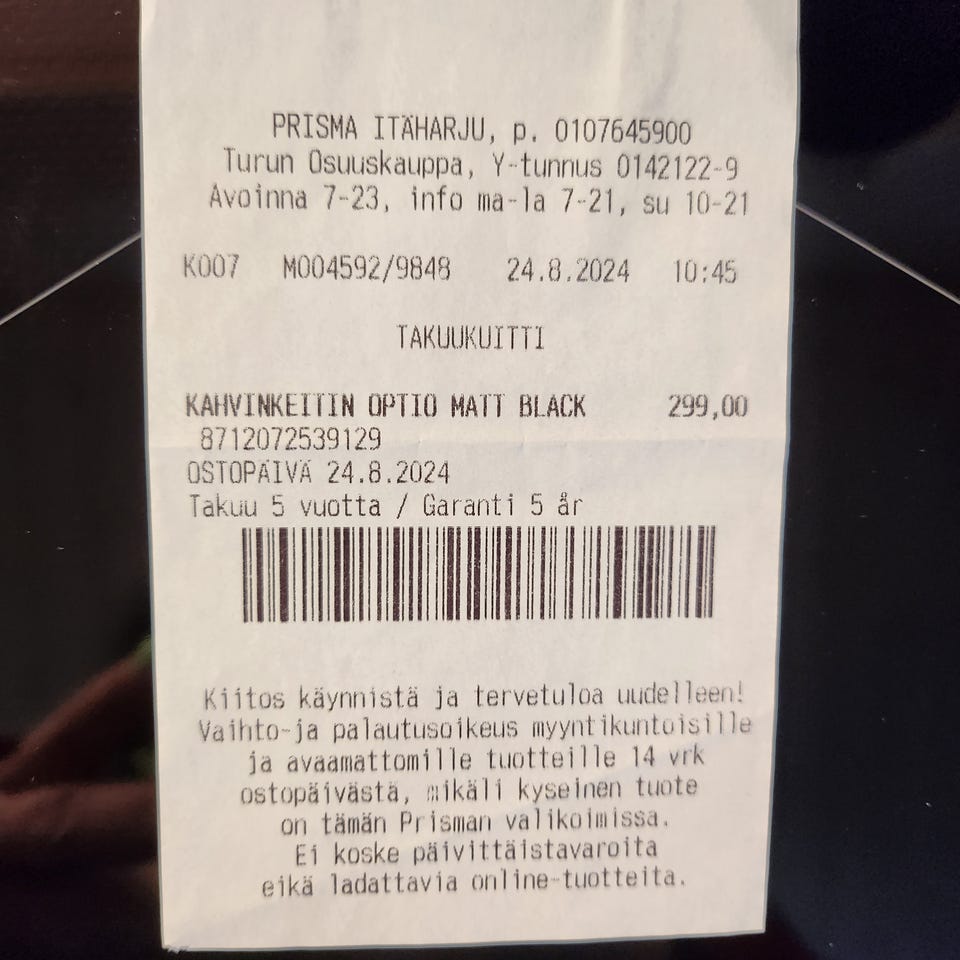 PRISMA ITÄHARJU, p. 0107645900
Turun Osuuskauppa, Y-tunnus 0142122-9
Avoinna 7-23, info ma-la 7-21, su 10-21
K007 M004592/9848 24.8.2024 10:45
TAKUUKUITTI
KAHVINKEITIN OPTIO MATT BLACK 299,00
8712072539129
OSTOPÄIVÄ 24.8.2024
Takuu 5 vuotta / Garanti 5 år
Kiitos käynnistä ja tervetuloa uudelleen!
Vaihto-ja palautusoikeus myyntikuntoisille
ja avaamattomille tuotteille 14 vrk
ostopäivästä, mikäli kyseinen tuote
on tämän Prisman valikoimissa.
Ei koske päivittäistavaroita
eikä ladattavia online-tuotteita.